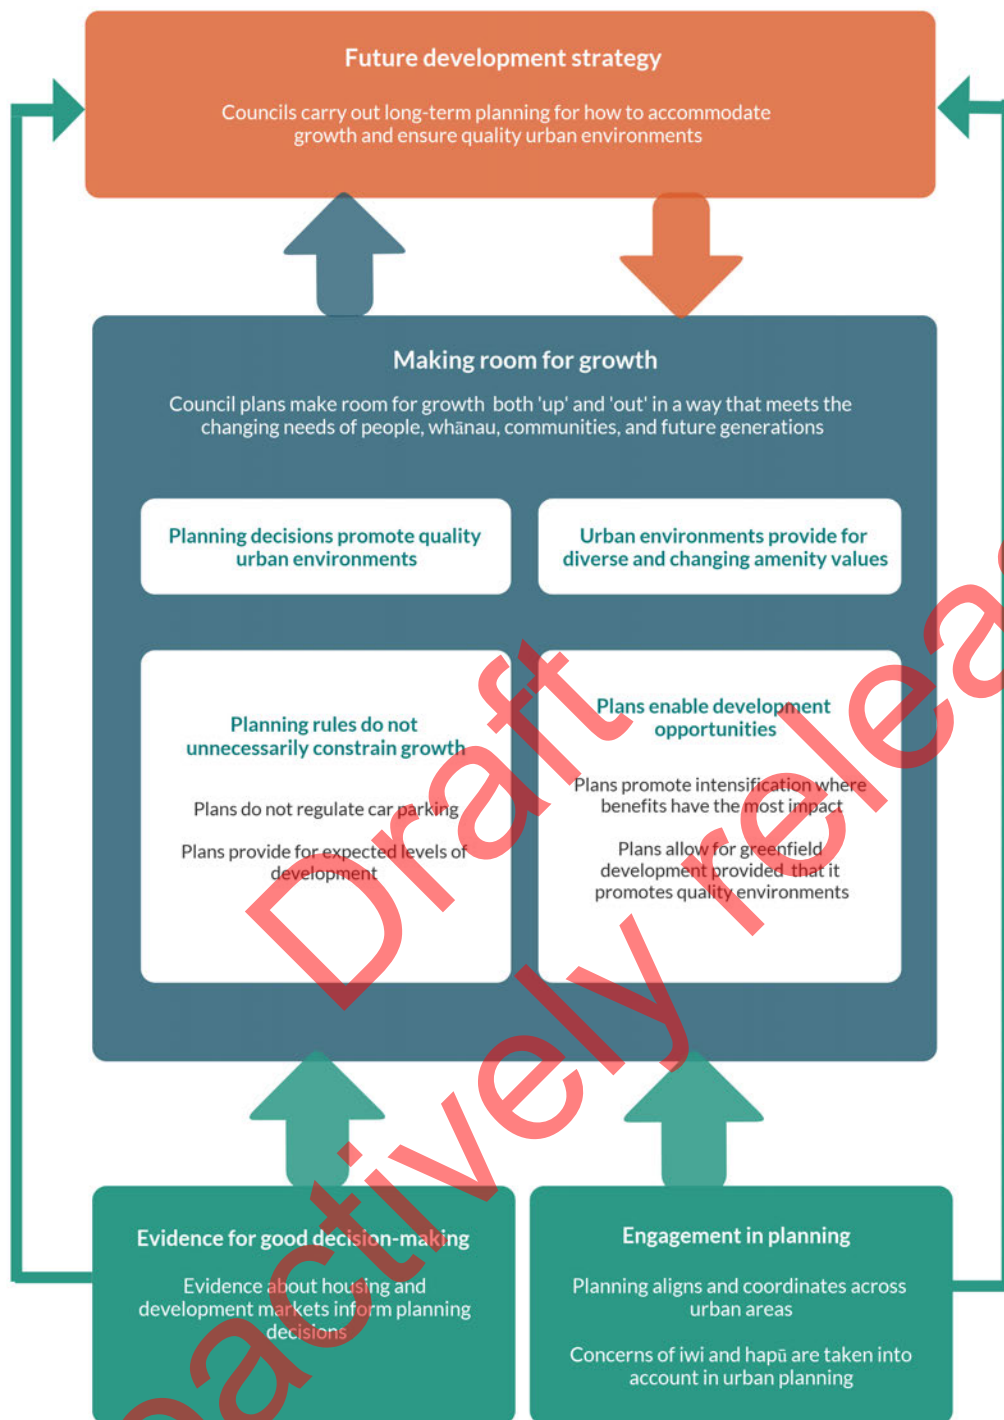 Future development strategy
Councils carry out long-term planning for how to accommodate
growth and ensure quality urban environments
Making room for growth
Council plans make room for growth both 'up' and 'out' in a way that meets the
changing needs of people, whānau, communities, and future generations
Planning decisions promote quality
urban environments
Urban environments provide for
diverse and changing amenity values
Planning rules do not
unnecessarily constrain growth
Plans do not regulate car parking
Plans provide for expected levels of
development
Plans enable development
opportunities
Plans promote intensification where
benefits have the most impact
Plans allow for greenfield
development provided that it
promotes quality environments
Evidence for good decision-making
Evidence about housing and
development markets inform planning
decisions
Engagement in planning
Planning aligns and coordinates across
urban areas
Concerns of iwi and hapū are taken into
account in urban planning
Draft